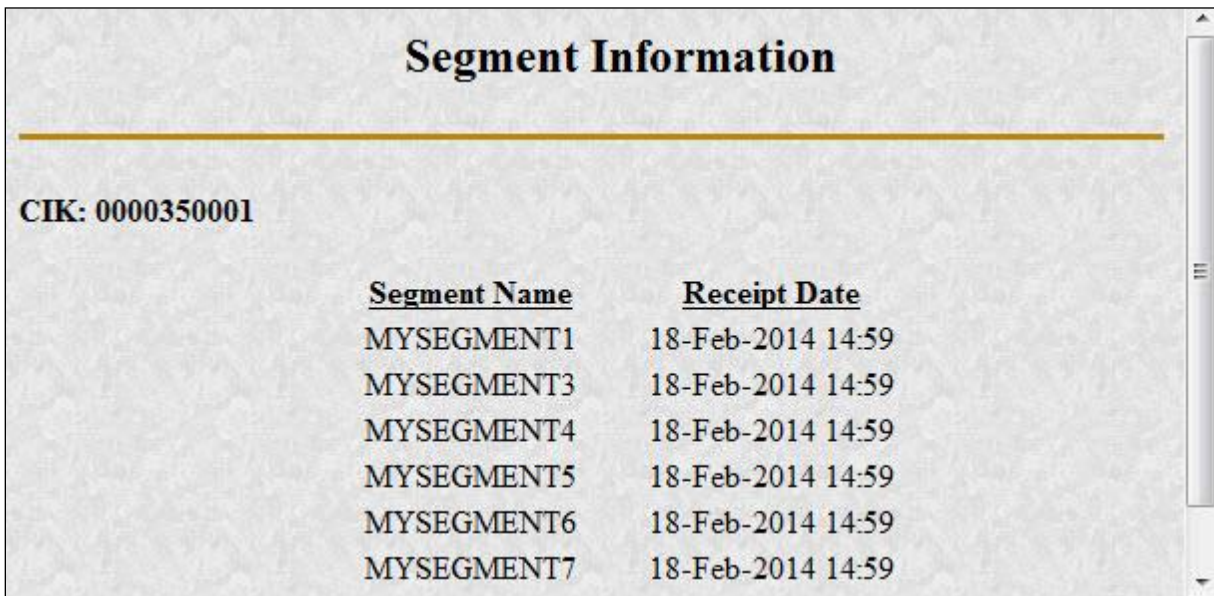 Segment Information
CIK: 0000350001
Segment Name Receipt Date
MYSEGMENT1 18-Feb-2014 14:59
MYSEGMENT3 18-Feb-2014 14:59
MYSEGMENT4 18-Feb-2014 14:59
MYSEGMENT5 18-Feb-2014 14:59
MYSEGMENT6 18-Feb-2014 14:59
MYSEGMENT7 18-Feb-2014 14:59